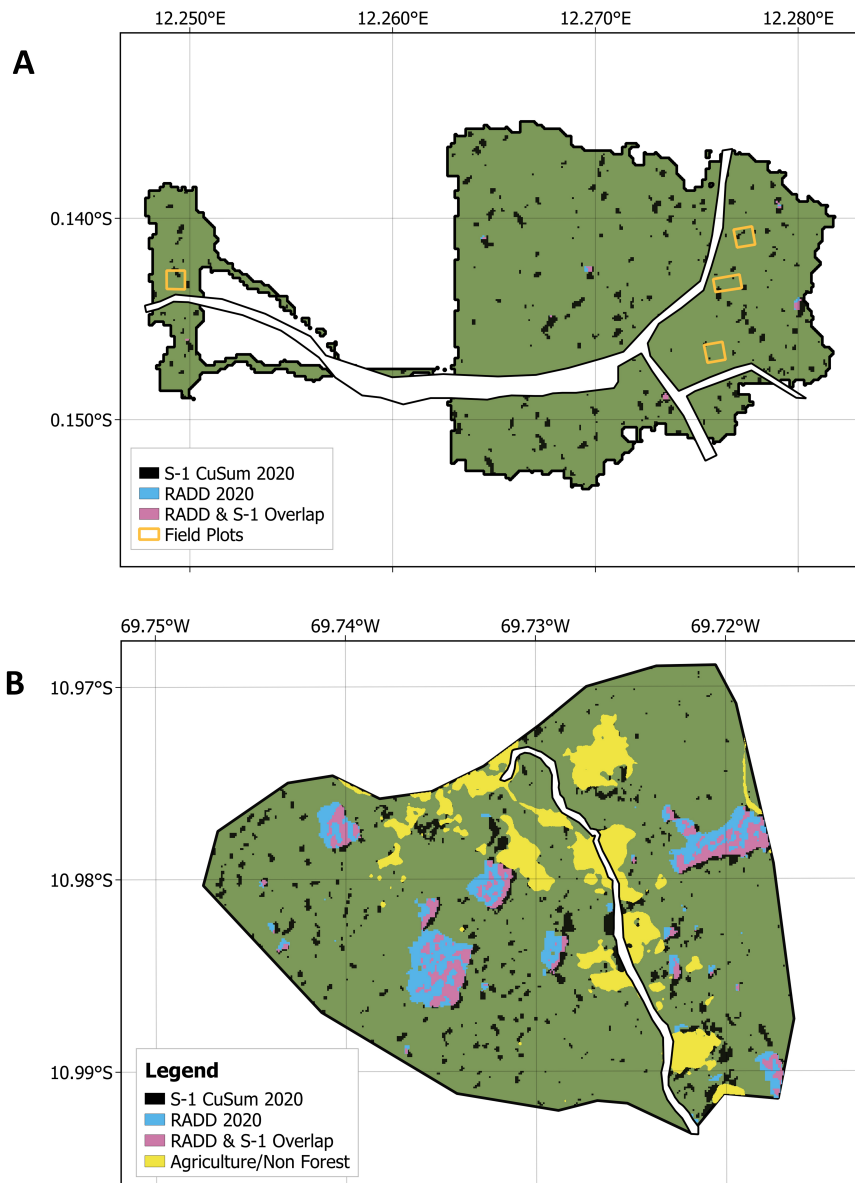 12.250°E 12.260°E 12.270°E 12.280°E
A
0.140°S
0.150°S
S-1 CuSum 2020
RADD 2020
RADD & S-1 Overlap
Field Plots
69.75°W 69.74°W 69.73°W 69.72°W
B
10.97°S
10.98°S
10.99°S
Legend
S-1 CuSum 2020
RADD 2020
RADD & S-1 Overlap
Agriculture/Non Forest